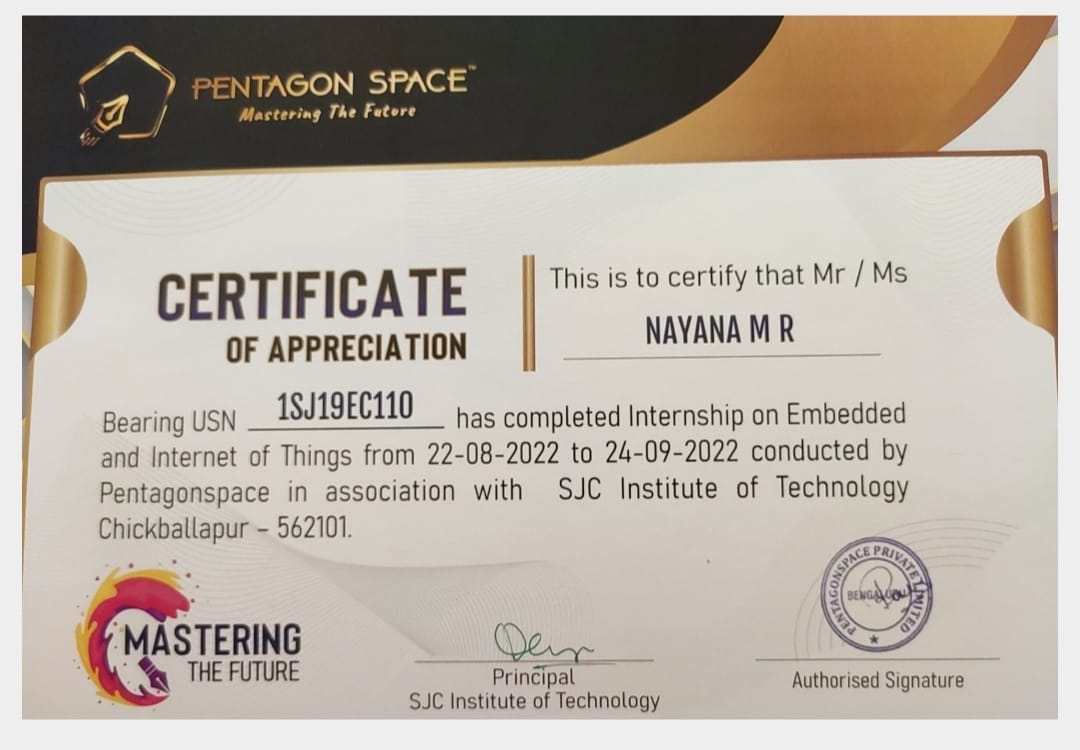 PENTAGON SPACE™
Mastering The Future
CERTIFICATE
OF APPRECIATION
This is to certify that Mr / Ms
NAYANA M R
Bearing USN 1SJ19EC110 has completed Internship on Embedded
and Internet of Things from 22-08-2022 to 24-09-2022 conducted by
Pentagonspace in association with SJC Institute of Technology
Chickballapur - 562101.
MASTERING
THE FUTURE
Principal
SJC Institute of Technology
PENTAGONSPACE PRIVATE LIMITED
BENGALURU
Authorised Signature